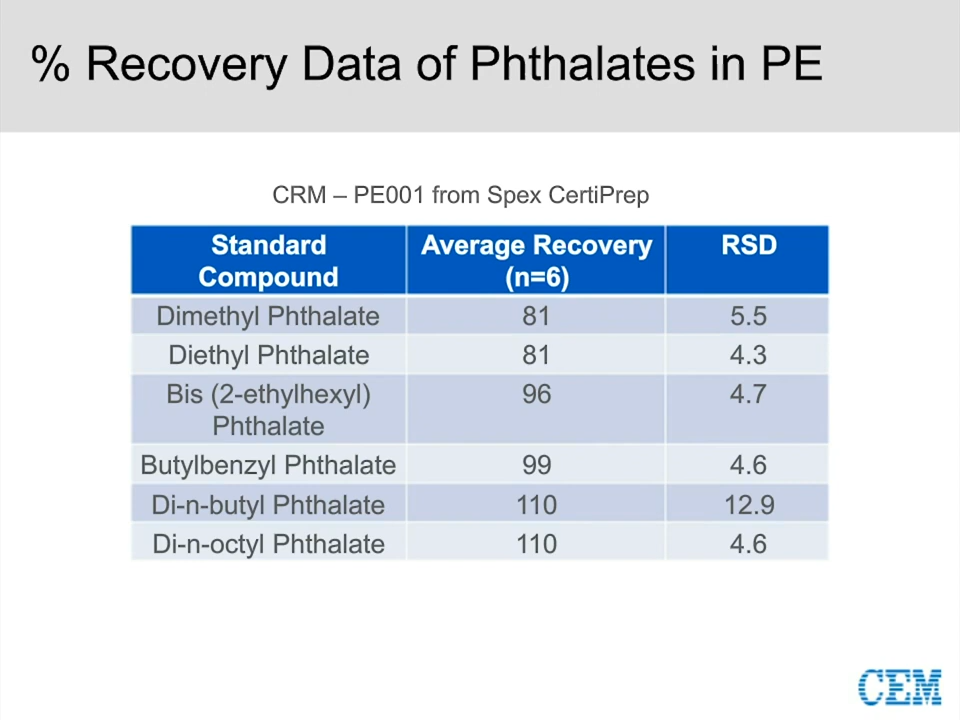 % Recovery Data of Phthalates in PE
CRM – PE001 from Spex CertiPrep
Standard Compound Average Recovery (n=6) RSD
Dimethyl Phthalate 81 5.5
Diethyl Phthalate 81 4.3
Bis (2-ethylhexyl) Phthalate 96 4.7
Butylbenzyl Phthalate 99 4.6
Di-n-butyl Phthalate 110 12.9
Di-n-octyl Phthalate 110 4.6
CEM